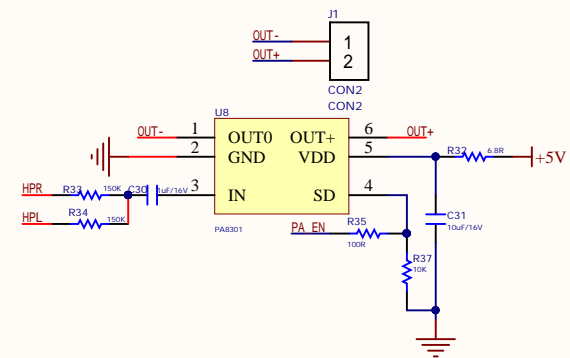 J1
OUT-
1
OUT+
2
CON2
CON2
U8
OUT-
1
OUT0
OUT+
6
OUT+
2
GND
VDD
5
R32
6.8R
+5V
HPR
R33
150K
C30
1uF/16V
3
IN
SD
4
HPL
R34
150K
PA8301
PA EN
R35
100R
C31
10uF/16V
R37
10K